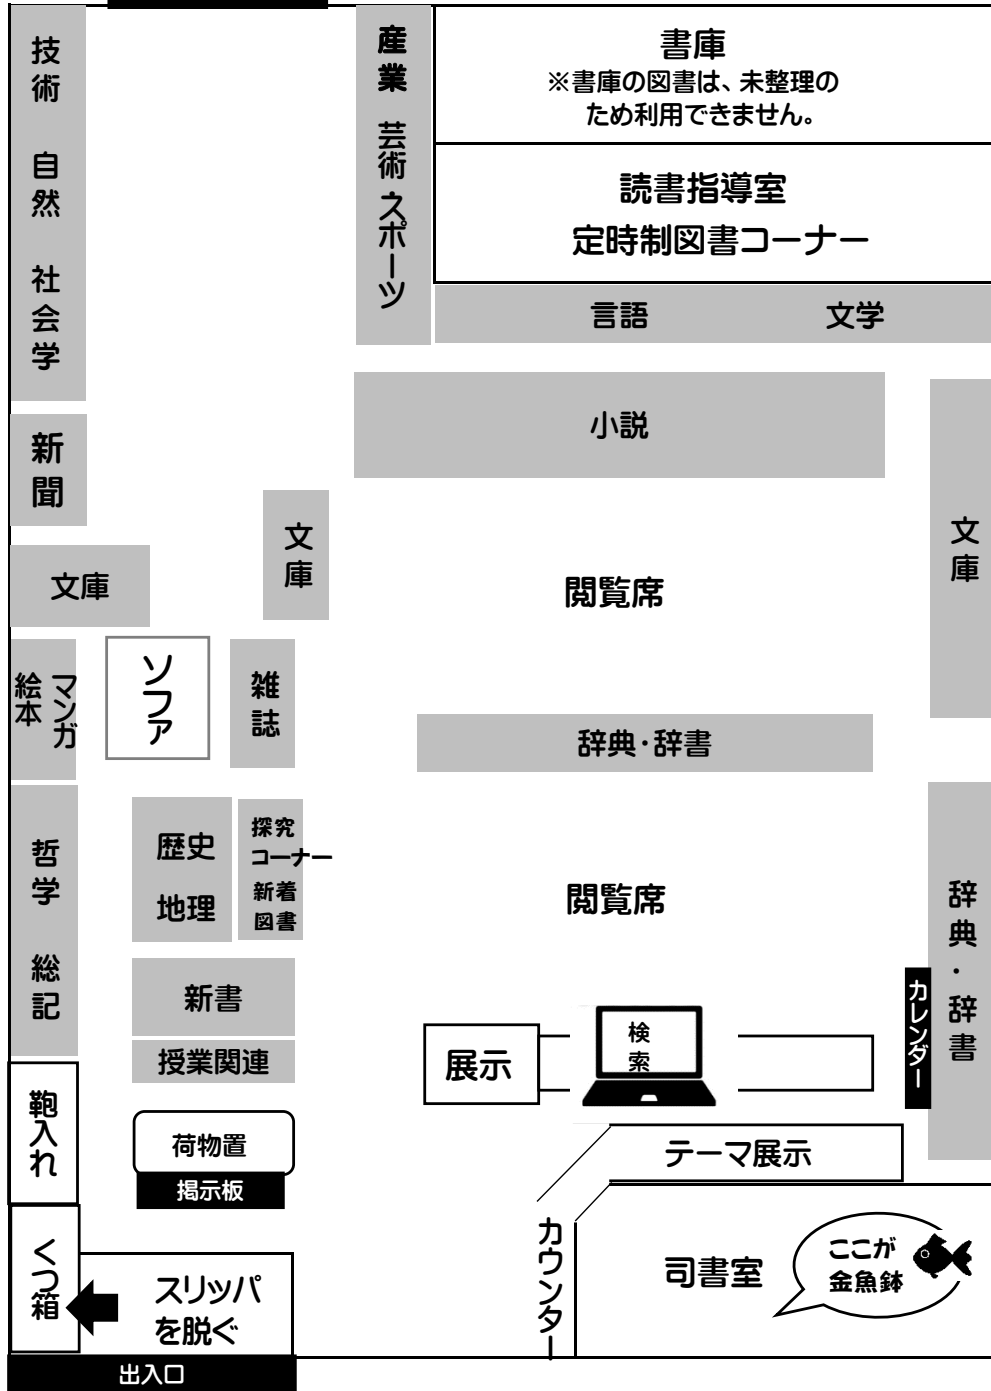 技術 自然 社会学
産業 芸術 スポーツ
書庫
※書庫の図書は、未整理の
ため利用できません。
読書指導室
定時制図書コーナー
言語 文学
小説
新聞
文庫
文庫
文庫
閲覧席
絵本
マンガ
ソファ
雑誌
辞典・辞書
哲学 総記
歴史
地理
探究
コーナー
新着
図書
閲覧席
辞典・辞書
新書
授業関連
展示
検索
カレンダー
鞄入れ
荷物置
掲示板
テーマ展示
くつ箱
スリッパ
を脱ぐ
カウンター
司書室
ここが
金魚鉢
出入口